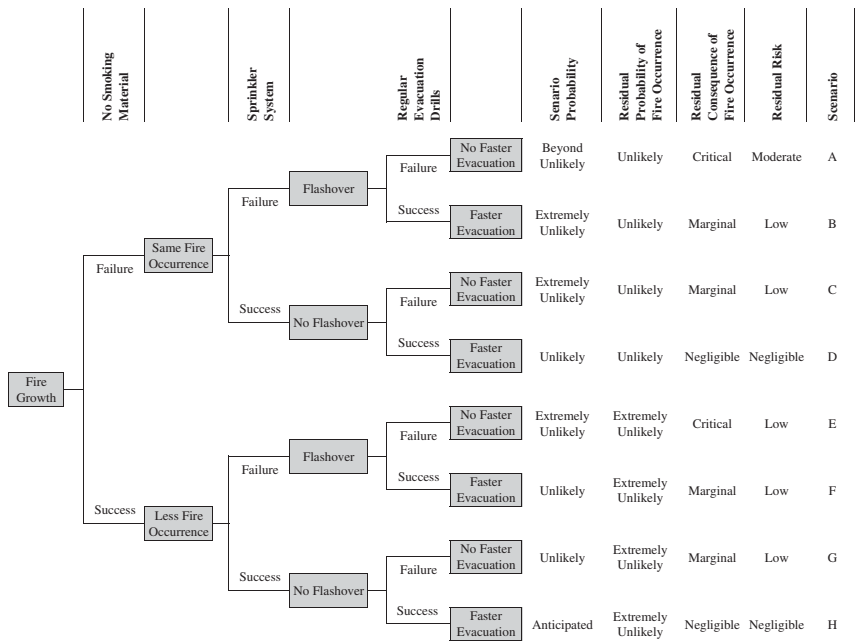 No Smoking
Material
Sprinkler
System
Regular
Evacuation
Drills
Senario
Probability
Residual
Probability of
Fire Occurrence
Residual
Consequence of
Fire Occurrence
Residual Risk
Scenario
No Faster
Evacuation
Beyond
Unlikely
Unlikely
Critical
Moderate
A
Failure
Flashover
Failure
Success
Faster
Evacuation
Extremely
Unlikely
Unlikely
Marginal
Low
B
Same Fire
Occurrence
Failure
No Faster
Evacuation
Extremely
Unlikely
Unlikely
Marginal
Low
C
Failure
Success
No Flashover
Success
Faster
Evacuation
Unlikely
Unlikely
Negligible
Negligible
D
Fire
Growth
No Faster
Evacuation
Extremely
Unlikely
Extremely
Unlikely
Critical
Low
E
Failure
Flashover
Failure
Success
Faster
Evacuation
Unlikely
Extremely
Unlikely
Marginal
Low
F
Success
Less Fire
Occurrence
No Faster
Evacuation
Unlikely
Extremely
Unlikely
Marginal
Low
G
Failure
Success
No Flashover
Success
Faster
Evacuation
Anticipated
Extremely
Unlikely
Negligible
Negligible
H